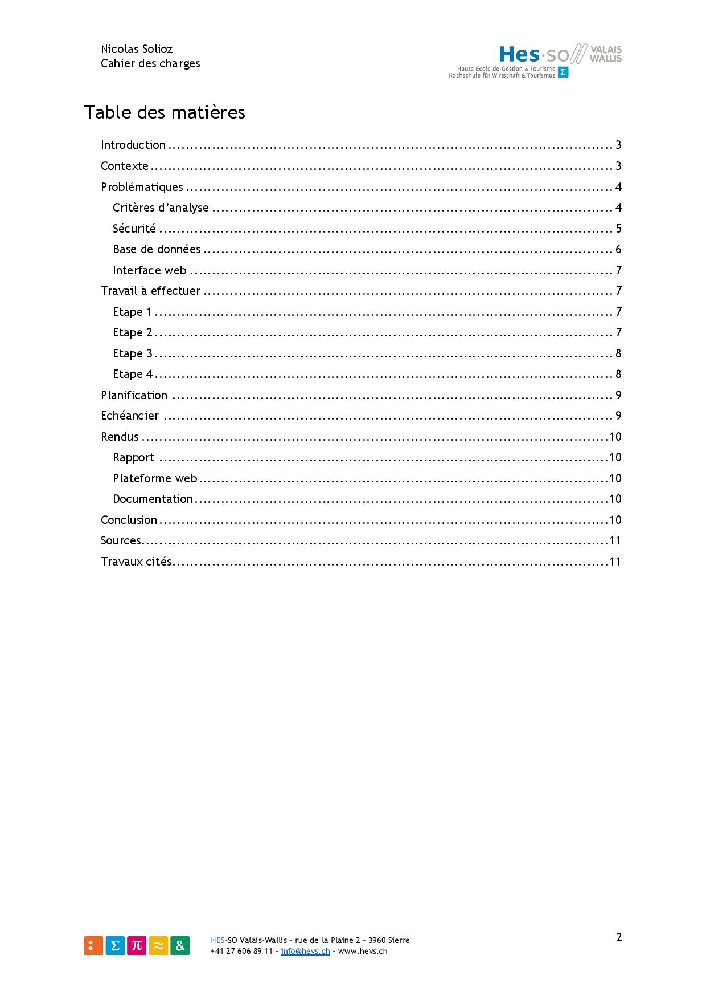 Nicolas Solioz
Cahier des charges
Hes·so VALAIS WALLIS
Haute Ecole de Gestion & Tourisme
Hochschule für Wirtschaft & Tourismus Σ
Table des matières
Introduction ........ 3
Contexte ........ 3
Problématiques ........ 4
Critères d’analyse ........ 4
Sécurité ........ 5
Base de données ........ 6
Interface web ........ 7
Travail à effectuer ........ 7
Etape 1 ........ 7
Etape 2 ........ 7
Etape 3 ........ 8
Etape 4 ........ 8
Planification ........ 9
Echéancier ........ 9
Rendus ........ 10
Rapport ........ 10
Plateforme web ........ 10
Documentation ........ 10
Conclusion ........ 10
Sources ........ 11
Travaux cités ........ 11
: Σ π ≈ &
HES-SO Valais-Wallis - rue de la Plaine 2 - 3960 Sierre
+41 27 606 89 11 - info@hevs.ch - www.hevs.ch
2